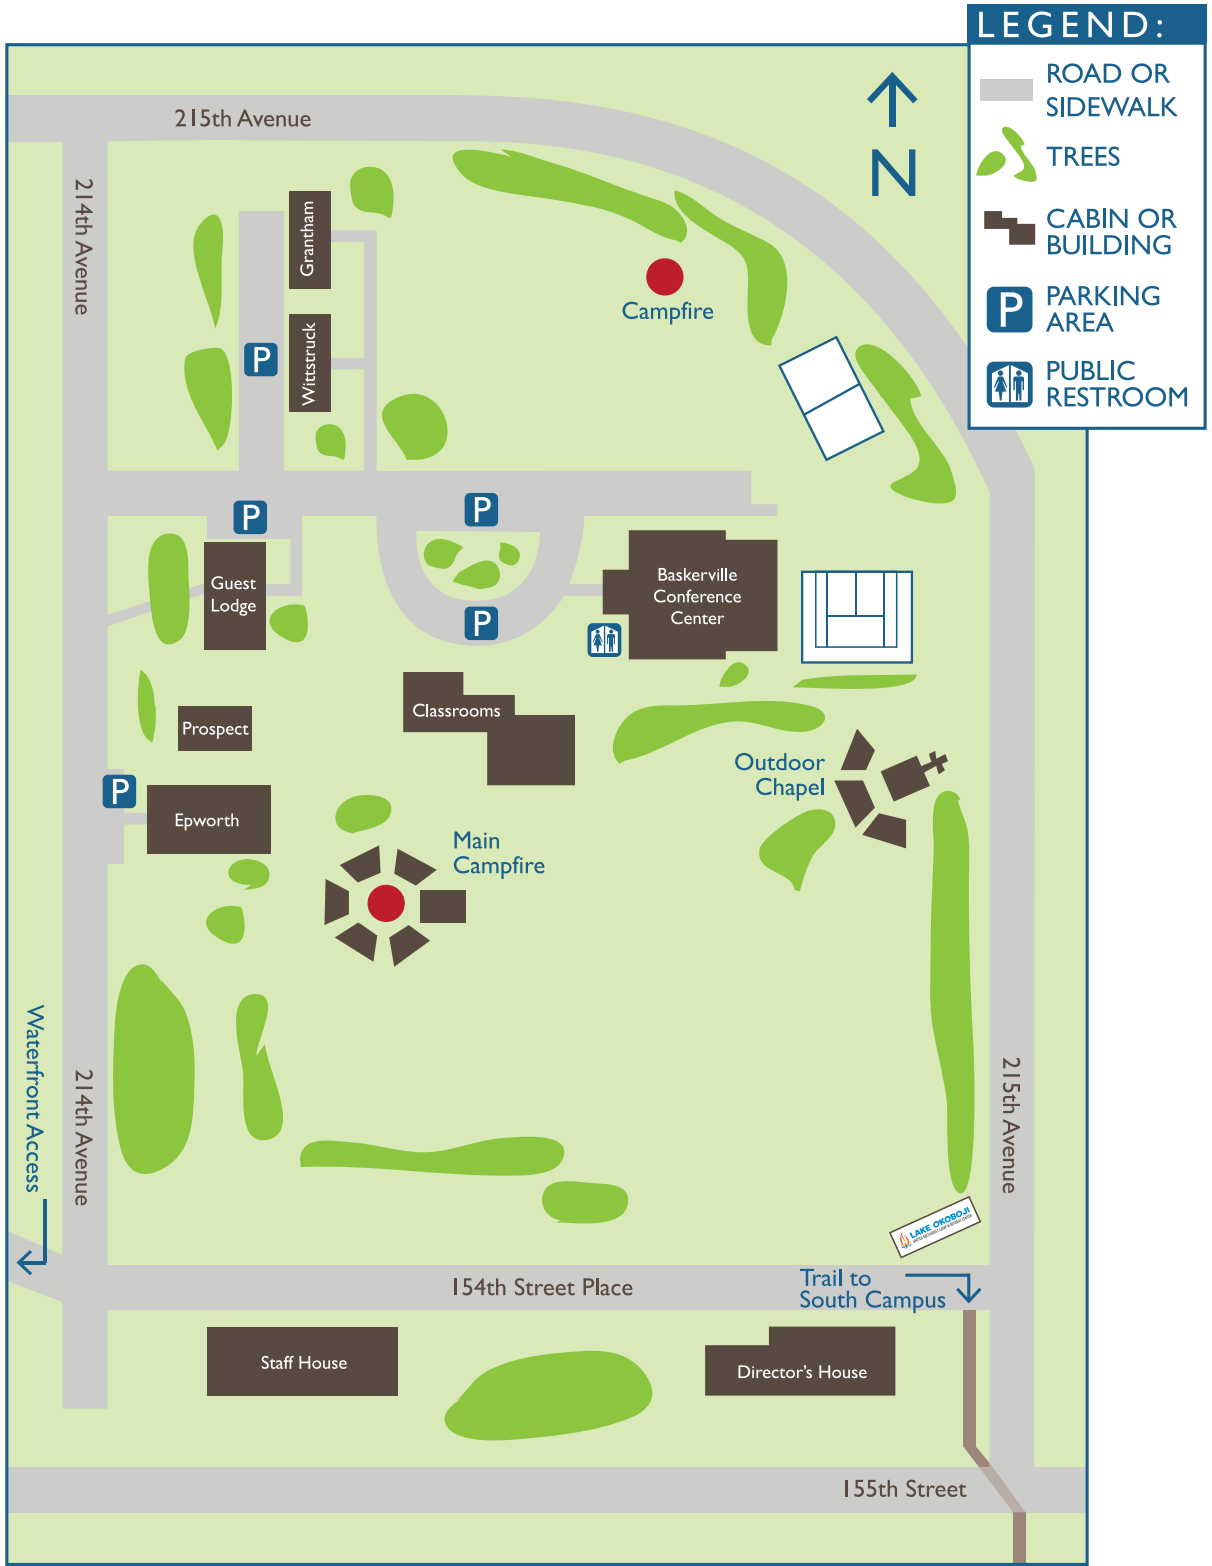 LEGEND:
ROAD OR
SIDEWALK
TREES
CABIN OR
BUILDING
P
PARKING
AREA
PUBLIC
RESTROOM
215th Avenue
N
214th Avenue
Grantham
Campfire
Wittstruck
P
P
P
Guest
Lodge
Baskerville
Conference
Center
P
Classrooms
Prospect
Outdoor
Chapel
P
Epworth
Main
Campfire
Waterfront Access
214th Avenue
215th Avenue
LAKE OKOBOJI
154th Street Place
Trail to
South Campus
Staff House
Director's House
155th Street